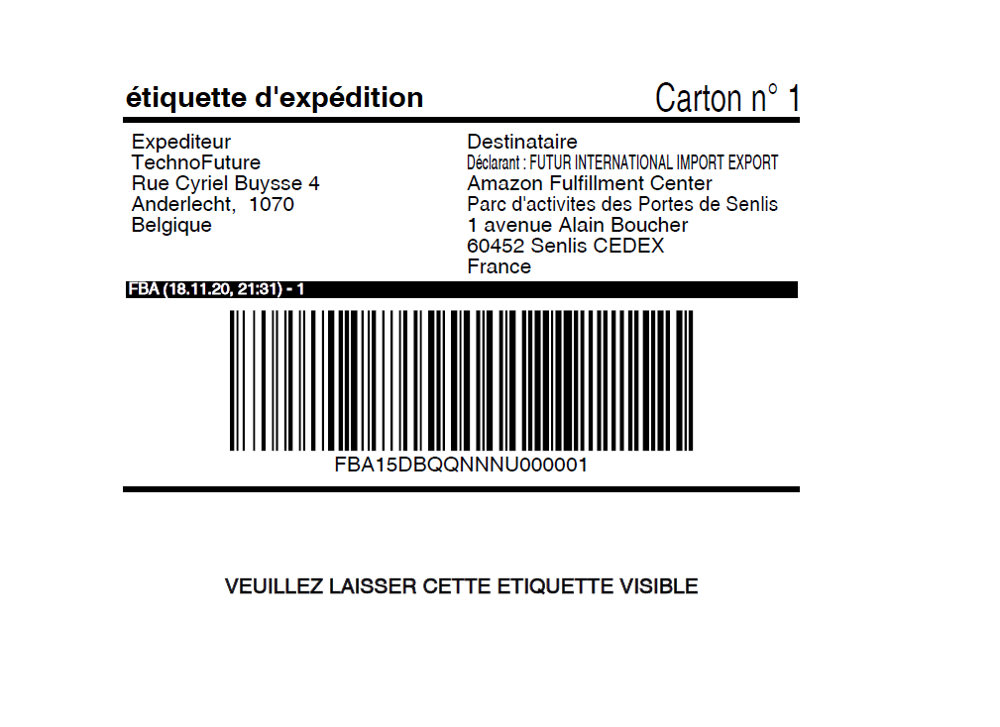 étiquette d'expédition
Carton n° 1
Expediteur
TechnoFuture
Rue Cyriel Buysse 4
Anderlecht, 1070
Belgique
Destinataire
Déclarant : FUTUR INTERNATIONAL IMPORT EXPORT
Amazon Fulfillment Center
Parc d'activites des Portes de Senlis
1 avenue Alain Boucher
60452 Senlis CEDEX
France
FBA (18.11.20, 21:31) - 1
FBA15DBQQNNNU000001
VEUILLEZ LAISSER CETTE ETIQUETTE VISIBLE